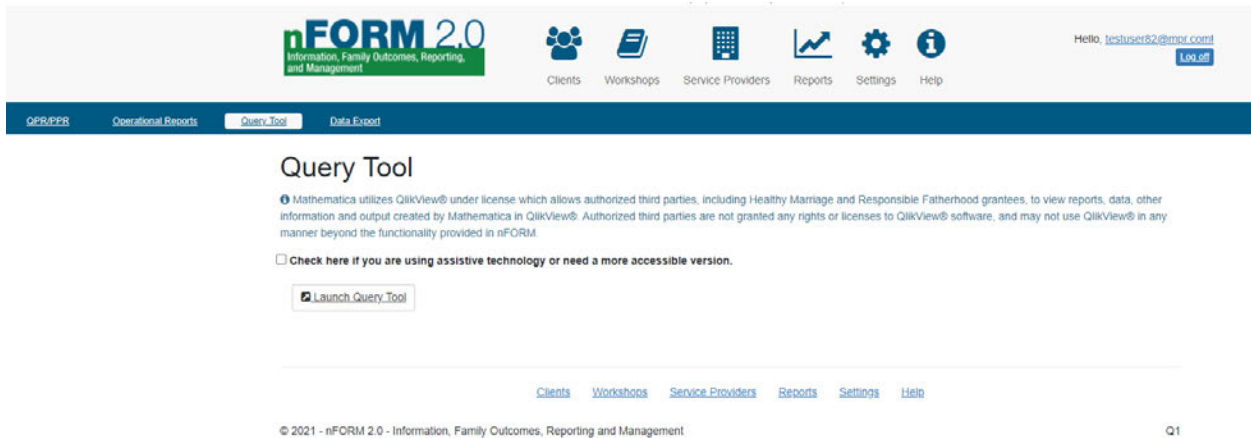 nFORM 2.0
Information, Family Outcomes, Reporting,
and Management
Clients Workshops Service Providers Reports Settings Help
Hello, testuser82@mpr.com!
Log off
QPR/PPR Operational Reports Query Tool Data Export
Query Tool
Mathematica utilizes QlikView® under license which allows authorized third parties, including Healthy Marriage and Responsible Fatherhood grantees, to view reports, data, other
information and output created by Mathematica in QlikView®. Authorized third parties are not granted any rights or licenses to QlikView® software, and may not use QlikView® in any
manner beyond the functionality provided in nFORM.
Check here if you are using assistive technology or need a more accessible version.
Launch Query Tool
Clients Workshops Service Providers Reports Settings Help
© 2021 - nFORM 2.0 - Information, Family Outcomes, Reporting and Management Q1